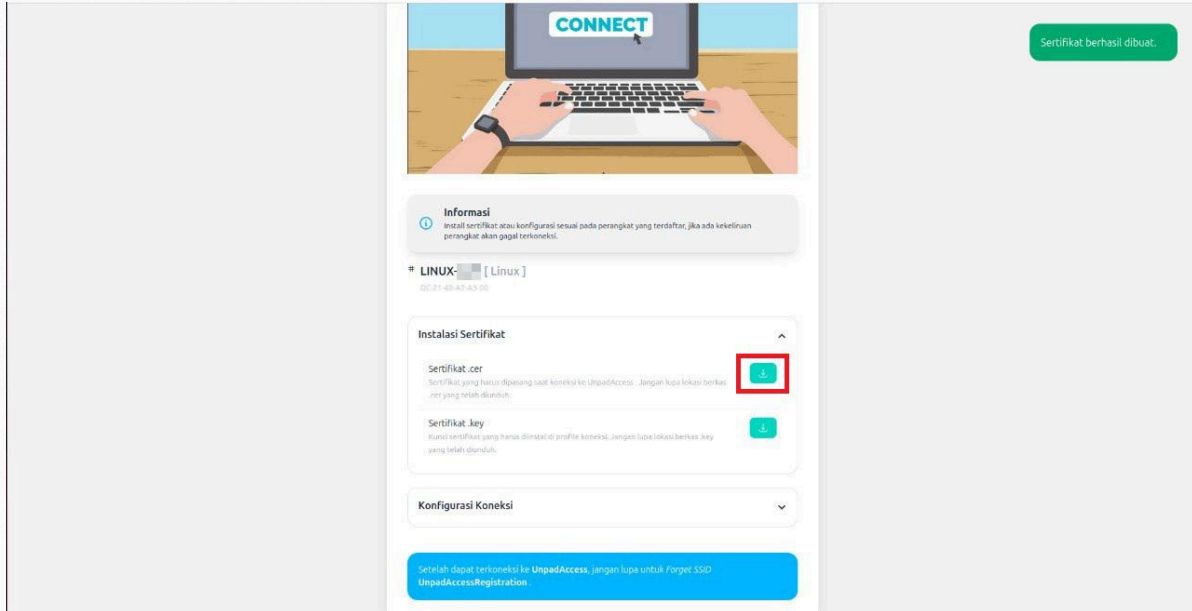 CONNECT
Sertifikat berhasil dibuat.
Informasi
Install sertifikat atau konfigurasi sesuai pada perangkat yang terdaftar, jika ada kekeliruan
perangkat akan gagal terkoneksi.
# LINUX- [ Linux ]
Instalasi Sertifikat
Sertifikat .cer
Sertifikat yang harus dipasang saat koneksi ke UnpadAccess. Jangan lupa lokasi berkas
.cer yang telah diunduh.
Sertifikat .key
Kunci sertifikat yang harus diinstal di profile koneksi. Jangan lupa lokasi berkas .key
yang telah diunduh.
Konfigurasi Koneksi
Setelah dapat terkoneksi ke UnpadAccess, jangan lupa untuk Forget SSID
UnpadAccessRegistration.